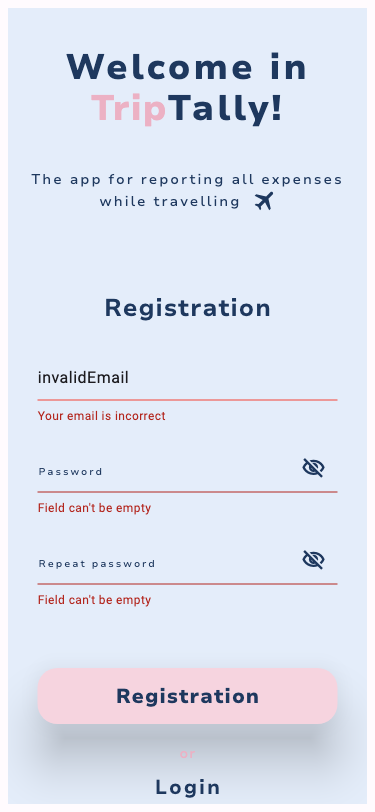 Welcome in
TripTally!
The app for reporting all expenses
while travelling
Registration
invalidEmail
Your email is incorrect
Password
Field can't be empty
Repeat password
Field can't be empty
Registration
or
Login